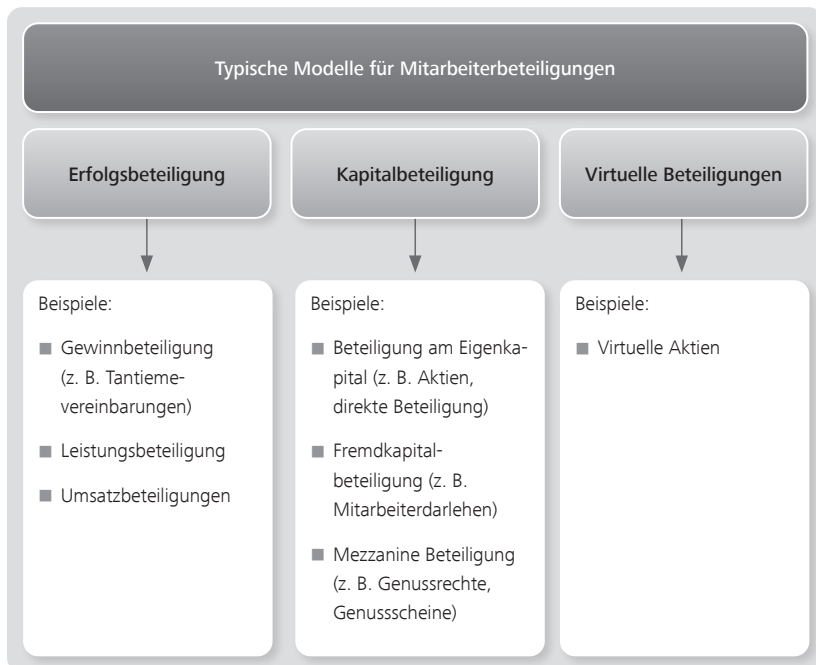 Typische Modelle für Mitarbeiterbeteiligungen
Erfolgsbeteiligung
Kapitalbeteiligung
Virtuelle Beteiligungen
Beispiele:
Gewinnbeteiligung
(z. B. Tantieme-
vereinbarungen)
Leistungsbeteiligung
Umsatzbeteiligungen
Beispiele:
Beteiligung am Eigenka-
pital (z. B. Aktien,
direkte Beteiligung)
Fremdkapital-
beteiligung (z. B.
Mitarbeiterdarlehen)
Mezzanine Beteiligung
(z. B. Genussrechte,
Genussscheine)
Beispiele:
Virtuelle Aktien